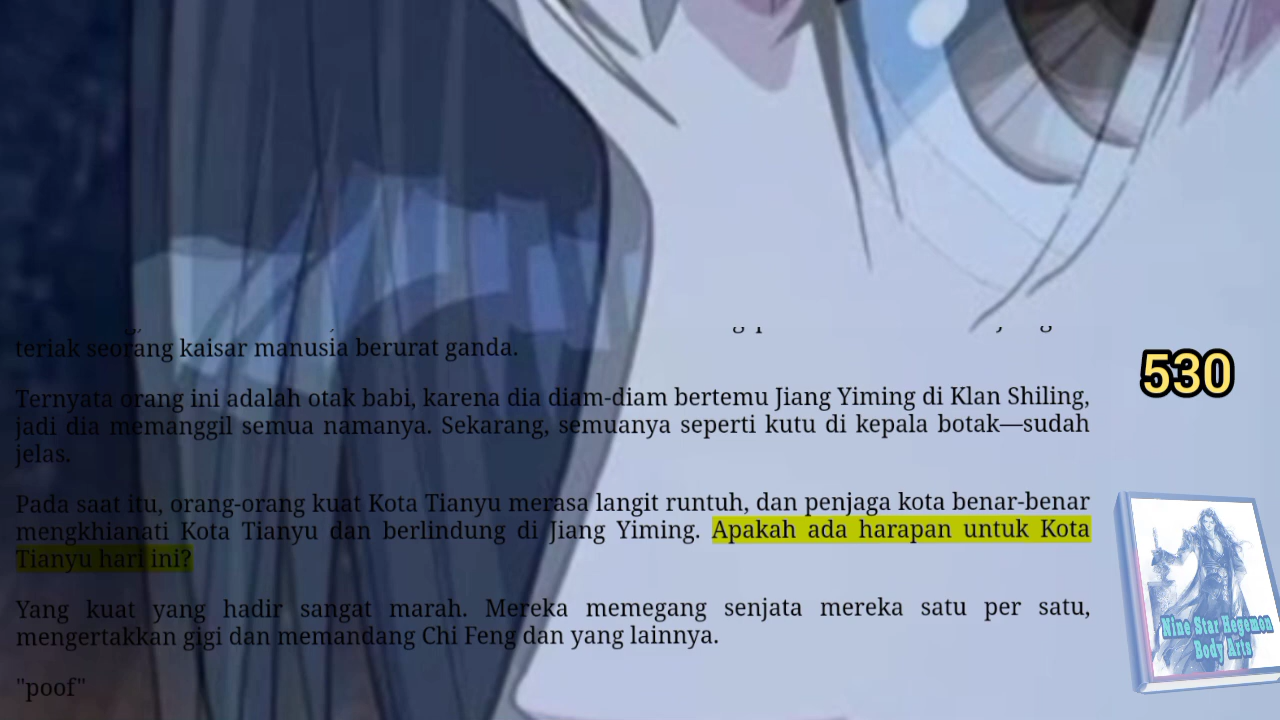 teriak seorang kaisar manusia berurat ganda.
Ternyata orang ini adalah otak babi, karena dia diam-diam bertemu Jiang Yiming di Klan Shiling,
jadi dia memanggil semua namanya. Sekarang, semuanya seperti kutu di kepala botak—sudah
jelas.
Pada saat itu, orang-orang kuat Kota Tianyu merasa langit runtuh, dan penjaga kota benar-benar
mengkhianati Kota Tianyu dan berlindung di Jiang Yiming. Apakah ada harapan untuk Kota
Tianyu hari ini?
Yang kuat yang hadir sangat marah. Mereka memegang senjata mereka satu per satu,
mengertakkan gigi dan memandang Chi Feng dan yang lainnya.
"poof"
530
Nine Star Hegemon
Body Arts